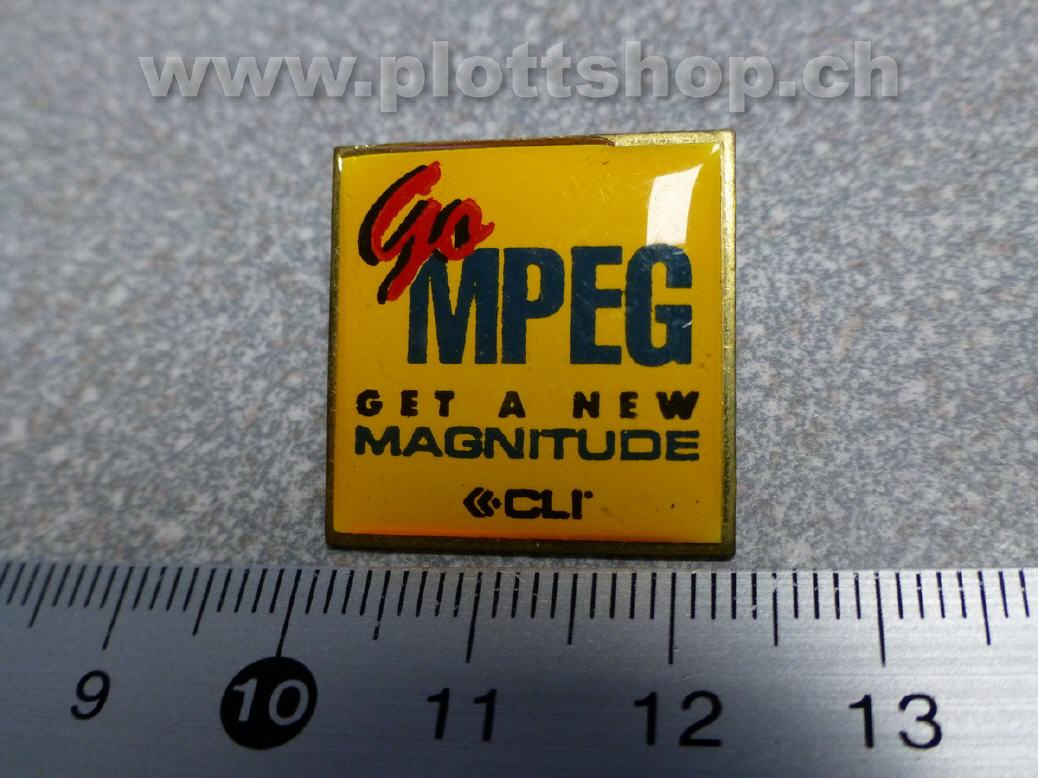 www.plottshop.ch
Go
MPEG
GET A NEW
MAGNITUDE
CLI
9 10 11 12 13